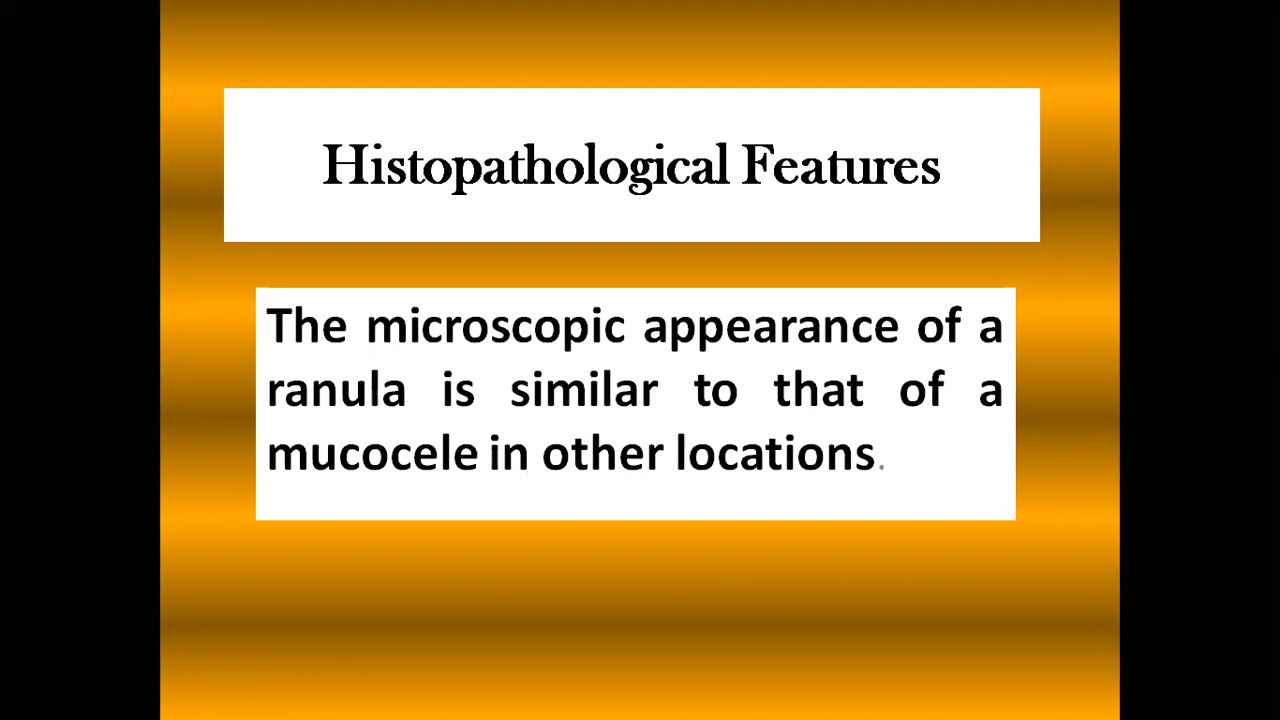 Histopathological Features
The microscopic appearance of a
ranula is similar to that of a
mucocele in other locations.